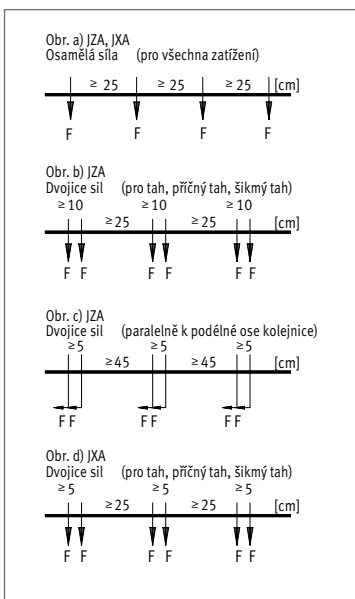 Obr. a) JZA, JXA
Osamělá síla (pro všechna zatížení)
≥ 25 ≥ 25 ≥ 25 [cm]
F F F F
Obr. b) JZA
Dvojice sil (pro tah, příčný tah, šikmý tah)
≥10 ≥10 ≥10
≥25 ≥25 [cm]
F F F F F F
Obr. c) JZA
Dvojice sil (paralelně k podélné ose kolejnice)
≥5 ≥5 ≥5
≥45 ≥45 [cm]
F F F F F F
Obr. d) JXA
Dvojice sil (pro tah, příčný tah, šikmý tah)
≥5 ≥5 ≥5
≥25 ≥25 [cm]
F F F F F F